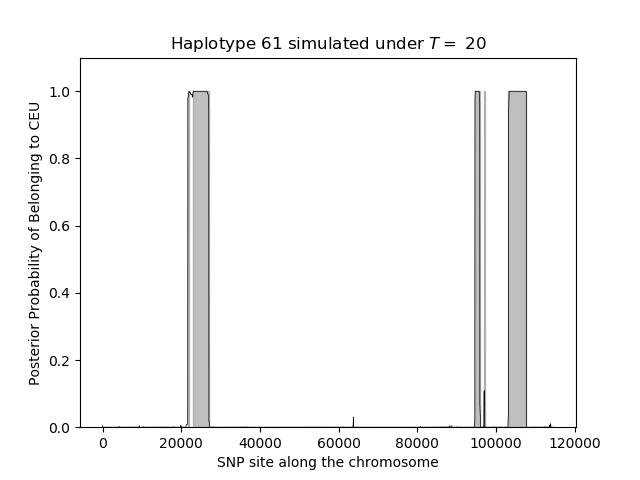 Haplotype 61 simulated under T = 20
Posterior Probability of Belonging to CEU
1.0
0.8
0.6
0.4
0.2
0.0
0 20000 40000 60000 80000 100000 120000
SNP site along the chromosome